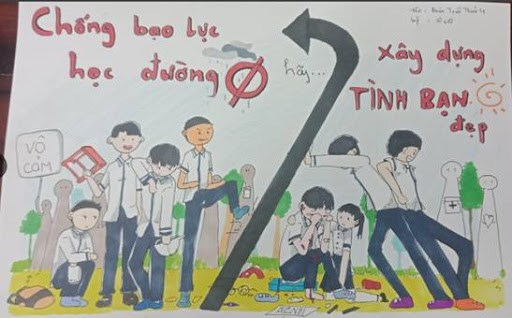 Chống bạo lực
học đường
hãy...
xây dựng
TÌNH BẠN
đẹp
VÔ
CẢM